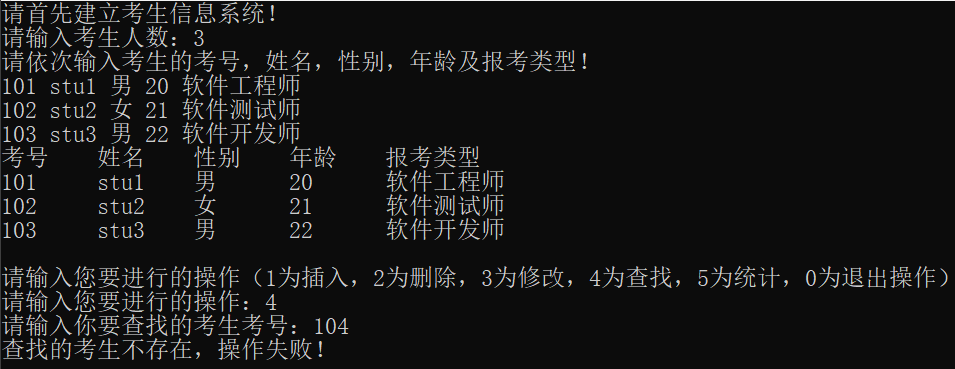 请首先建立考生信息系统！
请输入考生人数：3
请依次输入考生的考号，姓名，性别，年龄及报考类型！
101 stu1 男 20 软件工程师
102 stu2 女 21 软件测试师
103 stu3 男 22 软件开发师
考号 姓名 性别 年龄 报考类型
101 stu1 男 20 软件工程师
102 stu2 女 21 软件测试师
103 stu3 男 22 软件开发师
请输入您要进行的操作（1为插入，2为删除，3为修改，4为查找，5为统计，0为退出操作）
请输入您要进行的操作：4
请输入你要查找的考生考号：104
查找的考生不存在，操作失败！